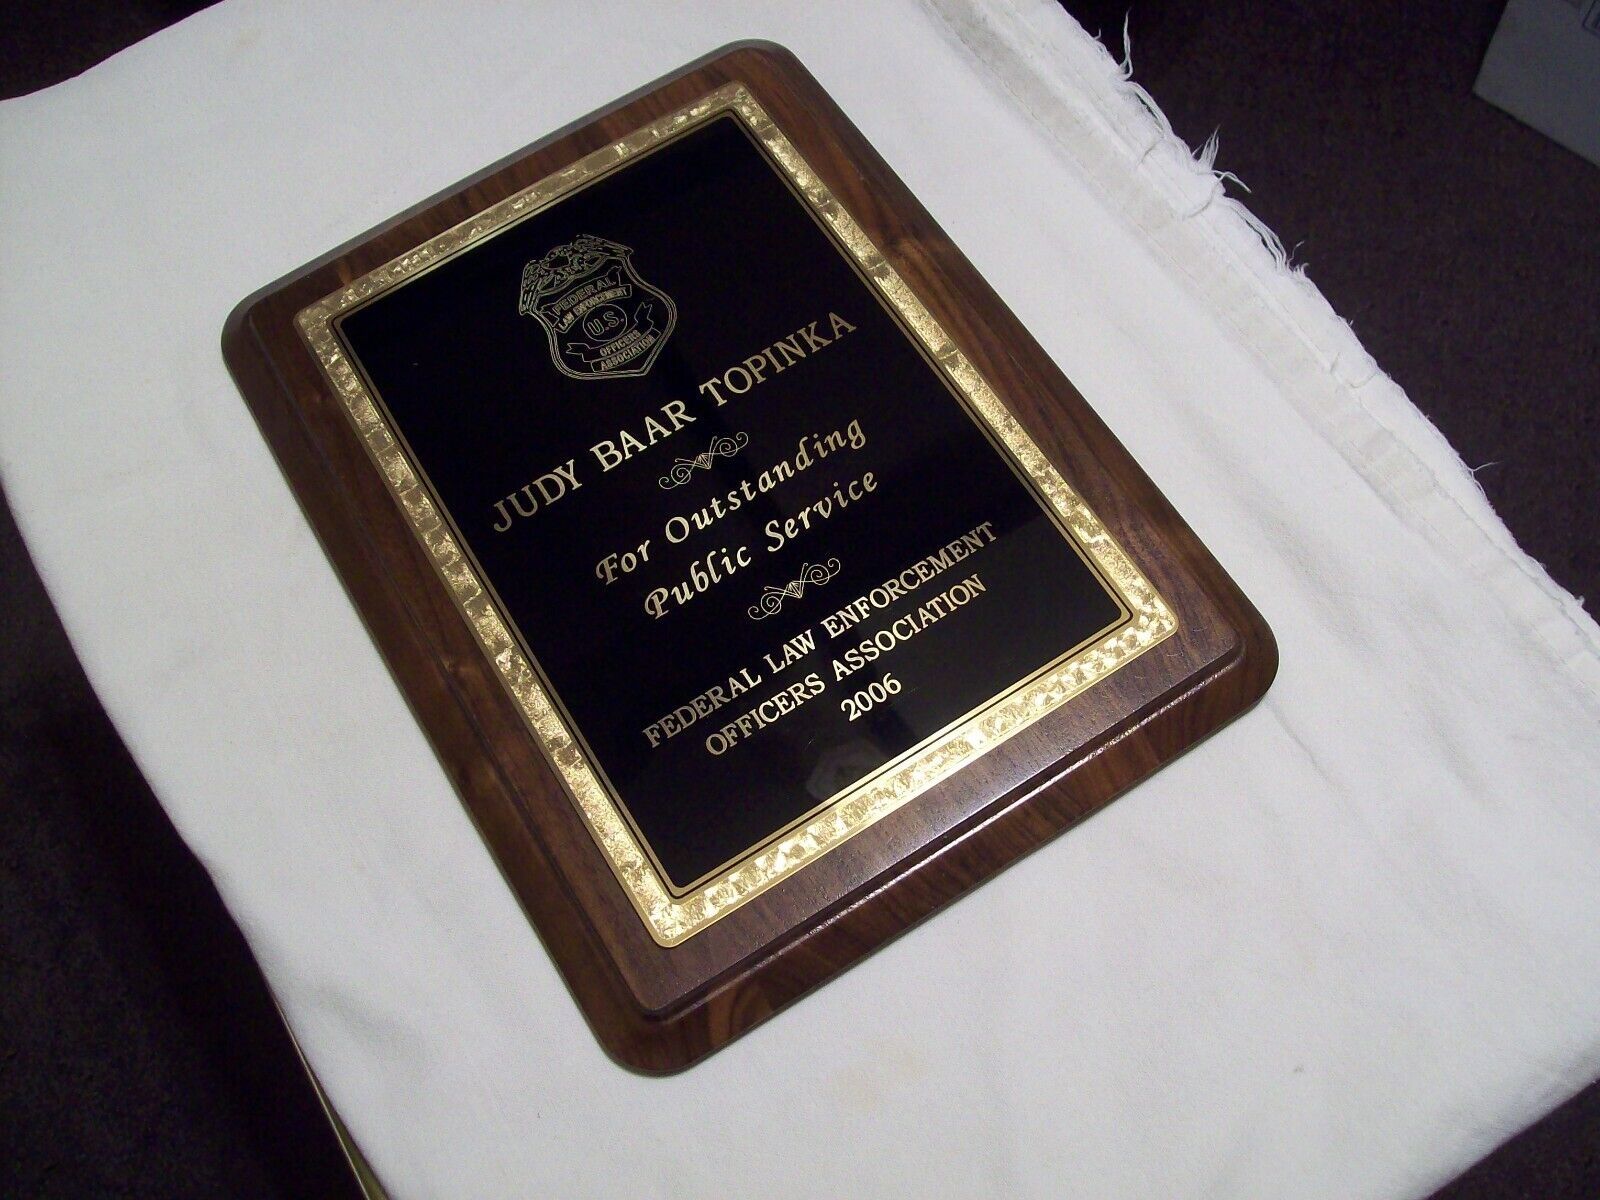 FEDERAL
LAW ENFORCEMENT
U.S.
OFFICERS
ASSOCIATION
JUDY BAAR TOPINKA
For Outstanding
Public Service
FEDERAL LAW ENFORCEMENT
OFFICERS ASSOCIATION
2006